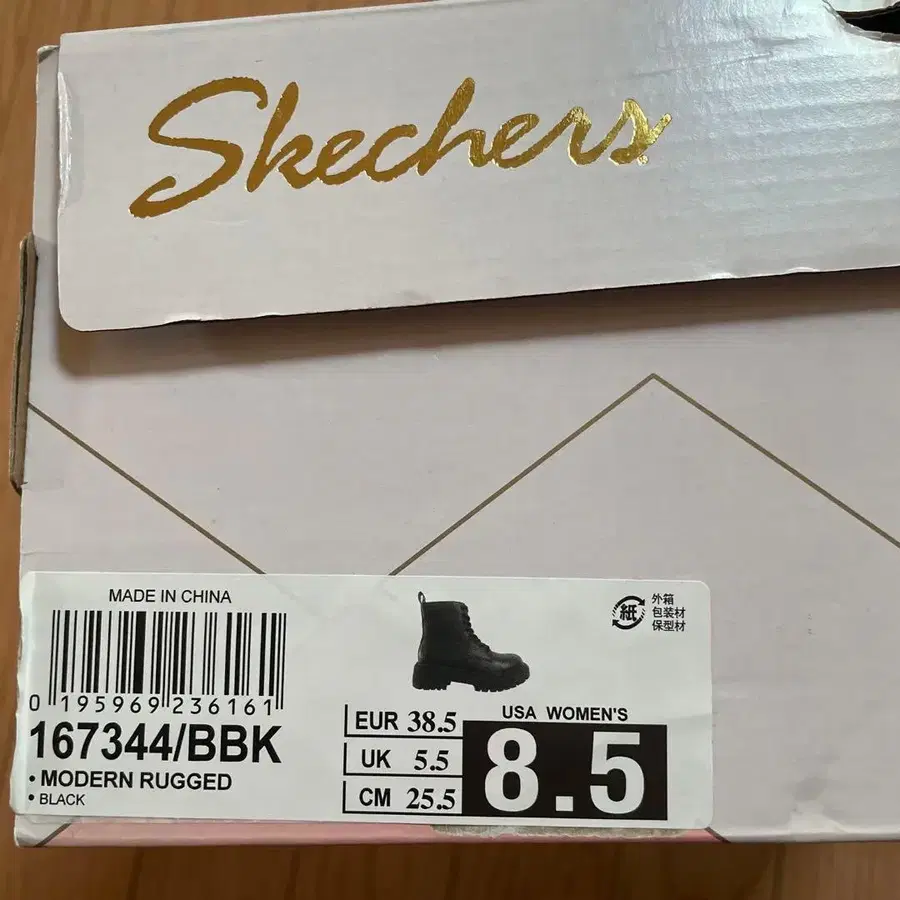 Skechers
MADE IN CHINA
0 195969 236161
167344/BBK
• MODERN RUGGED
• BLACK
紙
外箱
包装材
保型材
EUR 38.5
UK 5.5
CM 25.5
USA WOMEN'S
8.5